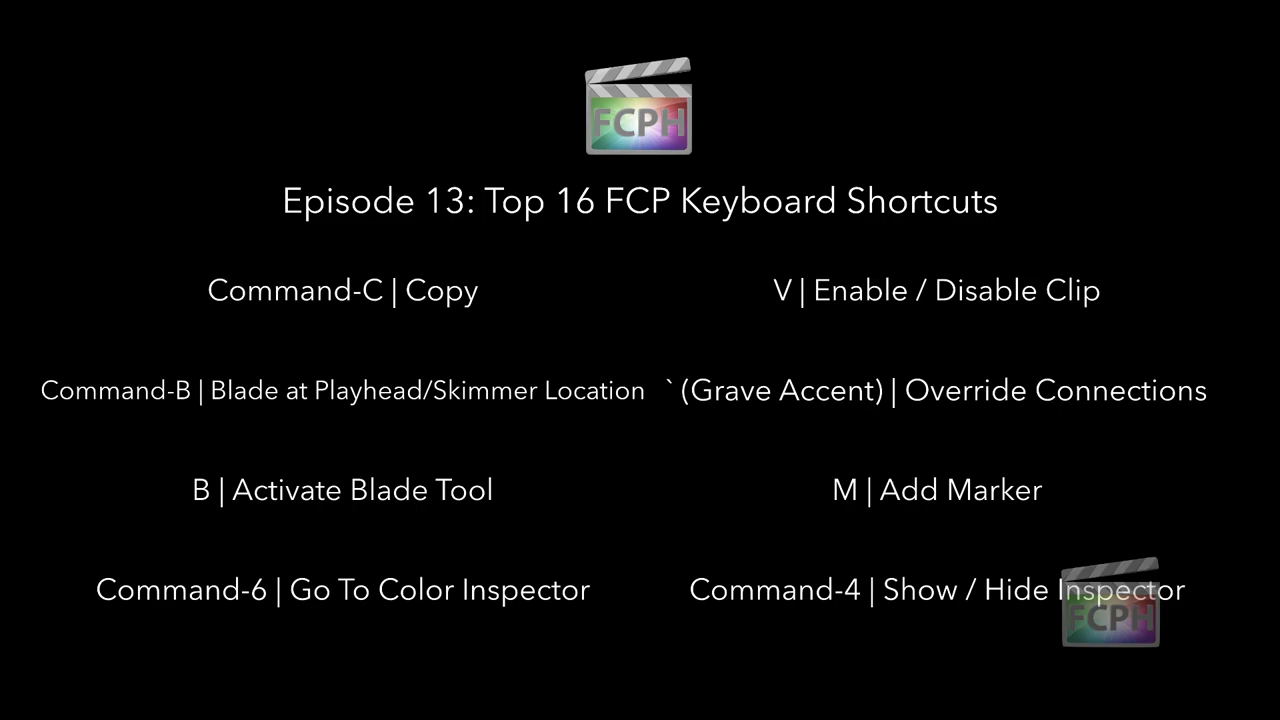 FCPH
Episode 13: Top 16 FCP Keyboard Shortcuts
Command-C | Copy
V | Enable / Disable Clip
Command-B | Blade at Playhead/Skimmer Location
` (Grave Accent) | Override Connections
B | Activate Blade Tool
M | Add Marker
Command-6 | Go To Color Inspector
Command-4 | Show / Hide Inspector
FCPH